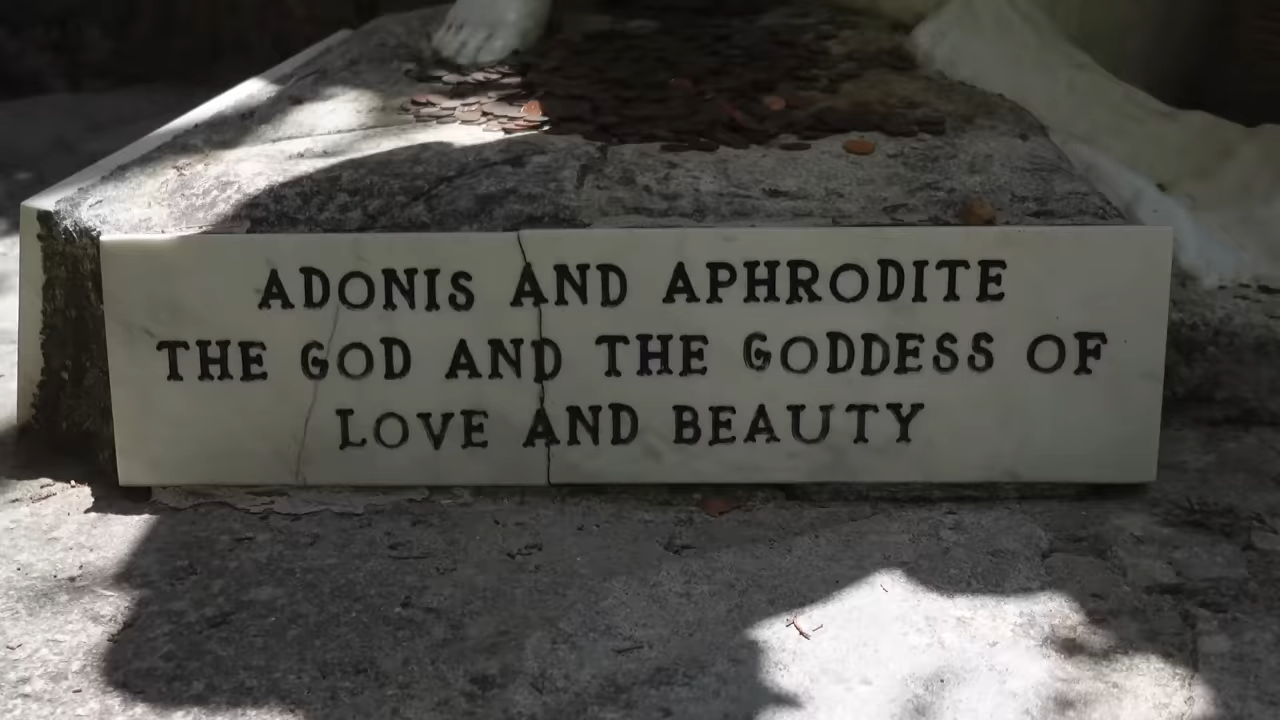 ADONIS AND APHRODITE
THE GOD AND THE GODDESS OF
LOVE AND BEAUTY